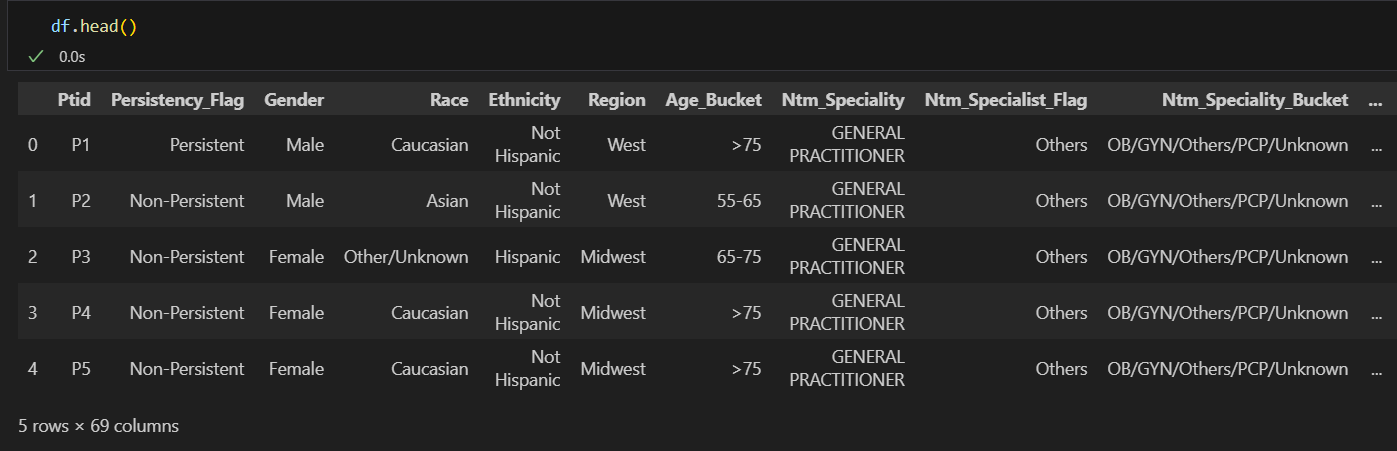 df.head()
0.0s
Ptid Persistency_Flag Gender Race Ethnicity Region Age_Bucket Ntm_Speciality Ntm_Specialist_Flag Ntm_Speciality_Bucket ...
0 P1 Persistent Male Caucasian Not Hispanic West >75 GENERAL PRACTITIONER Others OB/GYN/Others/PCP/Unknown ...
1 P2 Non-Persistent Male Asian Not Hispanic West 55-65 GENERAL PRACTITIONER Others OB/GYN/Others/PCP/Unknown ...
2 P3 Non-Persistent Female Other/Unknown Hispanic Midwest 65-75 GENERAL PRACTITIONER Others OB/GYN/Others/PCP/Unknown ...
3 P4 Non-Persistent Female Caucasian Not Hispanic Midwest >75 GENERAL PRACTITIONER Others OB/GYN/Others/PCP/Unknown ...
4 P5 Non-Persistent Female Caucasian Not Hispanic Midwest >75 GENERAL PRACTITIONER Others OB/GYN/Others/PCP/Unknown ...
5 rows × 69 columns